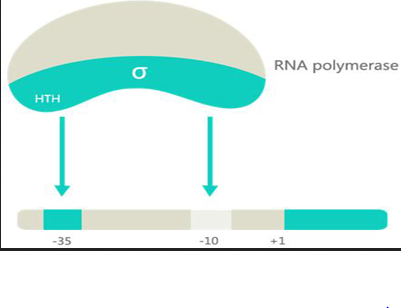 σ
RNA polymerase
HTH
-35 -10 +1